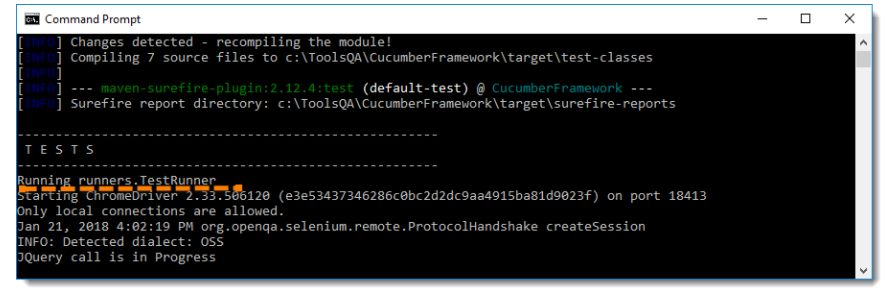 Command Prompt
[INFO] Changes detected - recompiling the module!
[INFO] Compiling 7 source files to c:\ToolsQA\CucumberFramework\target\test-classes
[INFO]
[INFO] --- maven-surefire-plugin:2.12.4:test (default-test) @ CucumberFramework ---
[INFO] Surefire report directory: c:\ToolsQA\CucumberFramework\target\surefire-reports
-------------------------------------------------------
T E S T S
-------------------------------------------------------
Running runners.TestRunner
Starting ChromeDriver 2.33.506120 (e3e53437346286c0bc2d2dc9aa4915ba81d9023f) on port 18413
Only local connections are allowed.
Jan 21, 2018 4:02:19 PM org.openqa.selenium.remote.ProtocolHandshake createSession
INFO: Detected dialect: OSS
JQuery call is in Progress